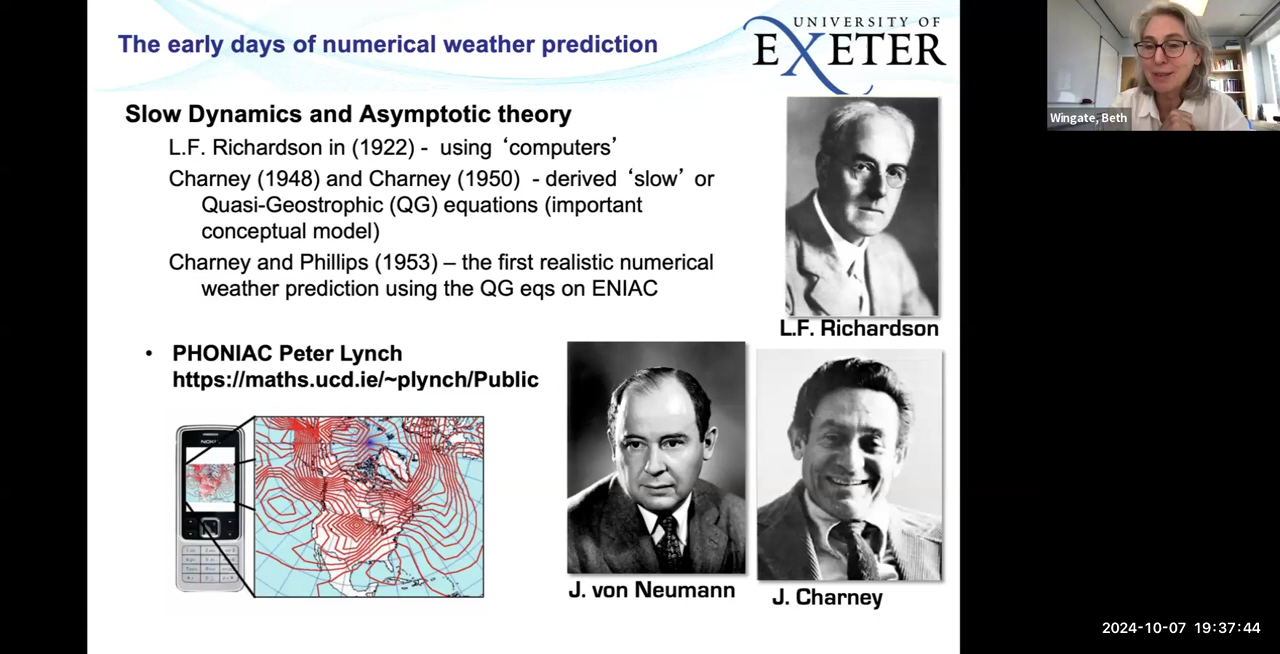 The early days of numerical weather prediction
UNIVERSITY OF
EXETER
Wingate, Beth
Slow Dynamics and Asymptotic theory
L.F. Richardson in (1922) - using ‘computers’
Charney (1948) and Charney (1950) - derived ‘slow’ or
Quasi-Geostrophic (QG) equations (important
conceptual model)
Charney and Phillips (1953) – the first realistic numerical
weather prediction using the QG eqs on ENIAC
L.F. Richardson
• PHONIAC Peter Lynch
https://maths.ucd.ie/~plynch/Public
J. von Neumann
J. Charney
2024-10-07 19:37:44